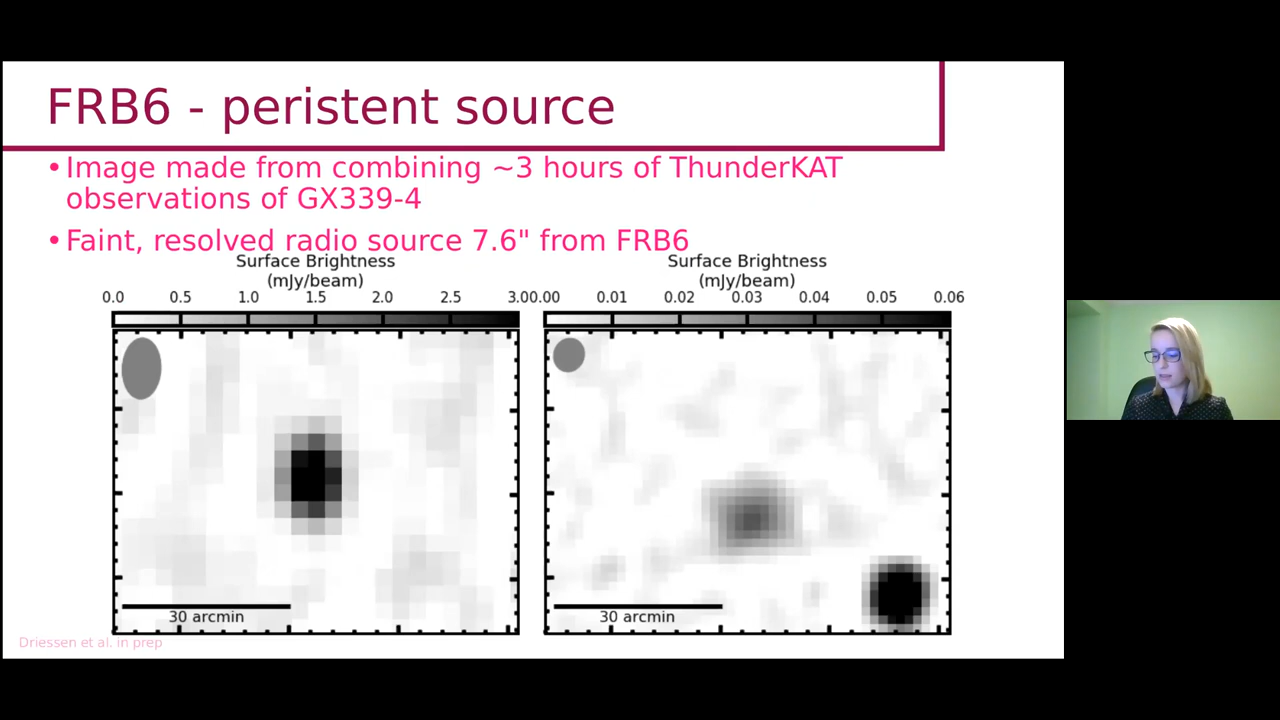 FRB6 - peristent source
•Image made from combining ~3 hours of ThunderKAT
observations of GX339-4
•Faint, resolved radio source 7.6" from FRB6
Surface Brightness
(mJy/beam)
0.0 0.5 1.0 1.5 2.0 2.5 3.0
Surface Brightness
(mJy/beam)
0.00 0.01 0.02 0.03 0.04 0.05 0.06
30 arcmin
30 arcmin
Driessen et al. in prep